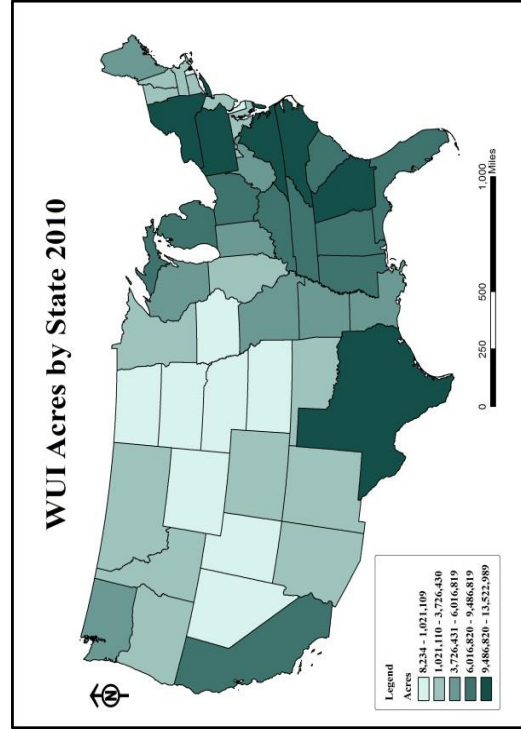 WUI Acres by State 2010
N
Legend
Acres
8,234 - 1,021,109
1,021,110 - 3,726,430
3,726,431 - 6,016,819
6,016,820 - 9,486,819
9,486,820 - 13,522,989
0 250 500 1,000
Miles